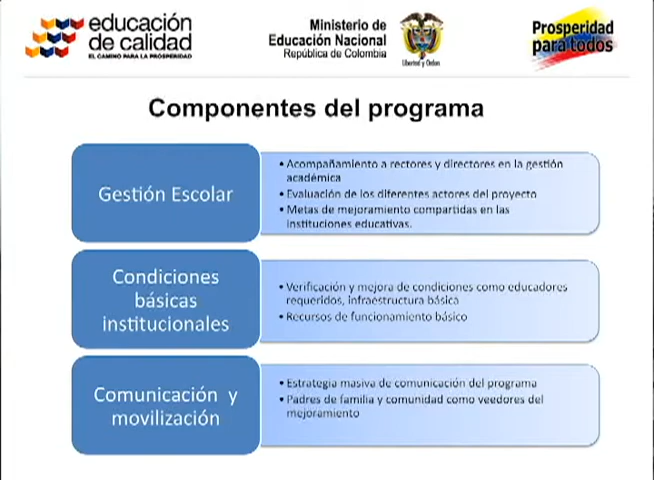 educación
de calidad
EL CAMINO PARA LA PROSPERIDAD
Ministerio de
Educación Nacional
República de Colombia
Libertad y Orden
Prosperidad
para todos
Componentes del programa
Gestión Escolar
• Acompañamiento a rectores y directores en la gestión
académica
• Evaluación de los diferentes actores del proyecto
• Metas de mejoramiento compartidas en las
instituciones educativas.
Condiciones
básicas
institucionales
• Verificación y mejora de condiciones como educadores
requeridos, infraestructura básica
• Recursos de funcionamiento básico
Comunicación y
movilización
• Estrategia masiva de comunicación del programa
• Padres de familia y comunidad como veedores del
mejoramiento